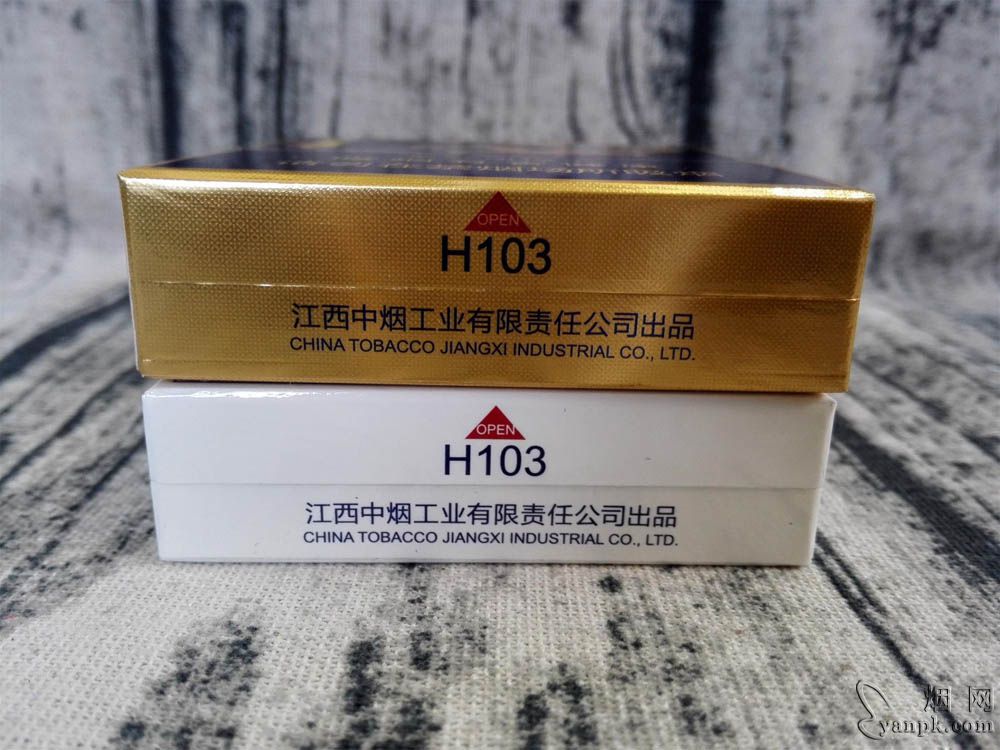 OPEN
H103
江西中烟工业有限责任公司出品
CHINA TOBACCO JIANGXI INDUSTRIAL CO., LTD.
OPEN
H103
江西中烟工业有限责任公司出品
CHINA TOBACCO JIANGXI INDUSTRIAL CO., LTD.
烟网
yanpk.com